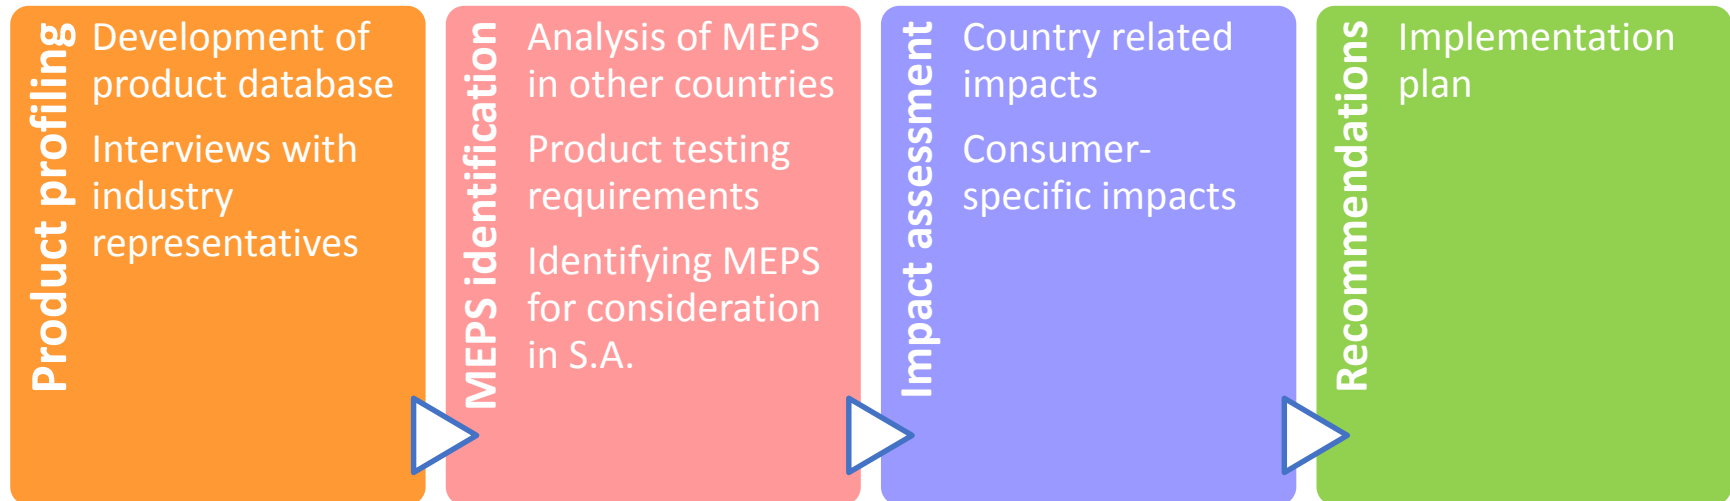 Product profiling
Development of
product database
Interviews with
industry
representatives
MEPS identification
Analysis of MEPS
in other countries
Product testing
requirements
Identifying MEPS
for consideration
in S.A.
Impact assessment
Country related
impacts
Consumer-
specific impacts
Recommendations
Implementation
plan